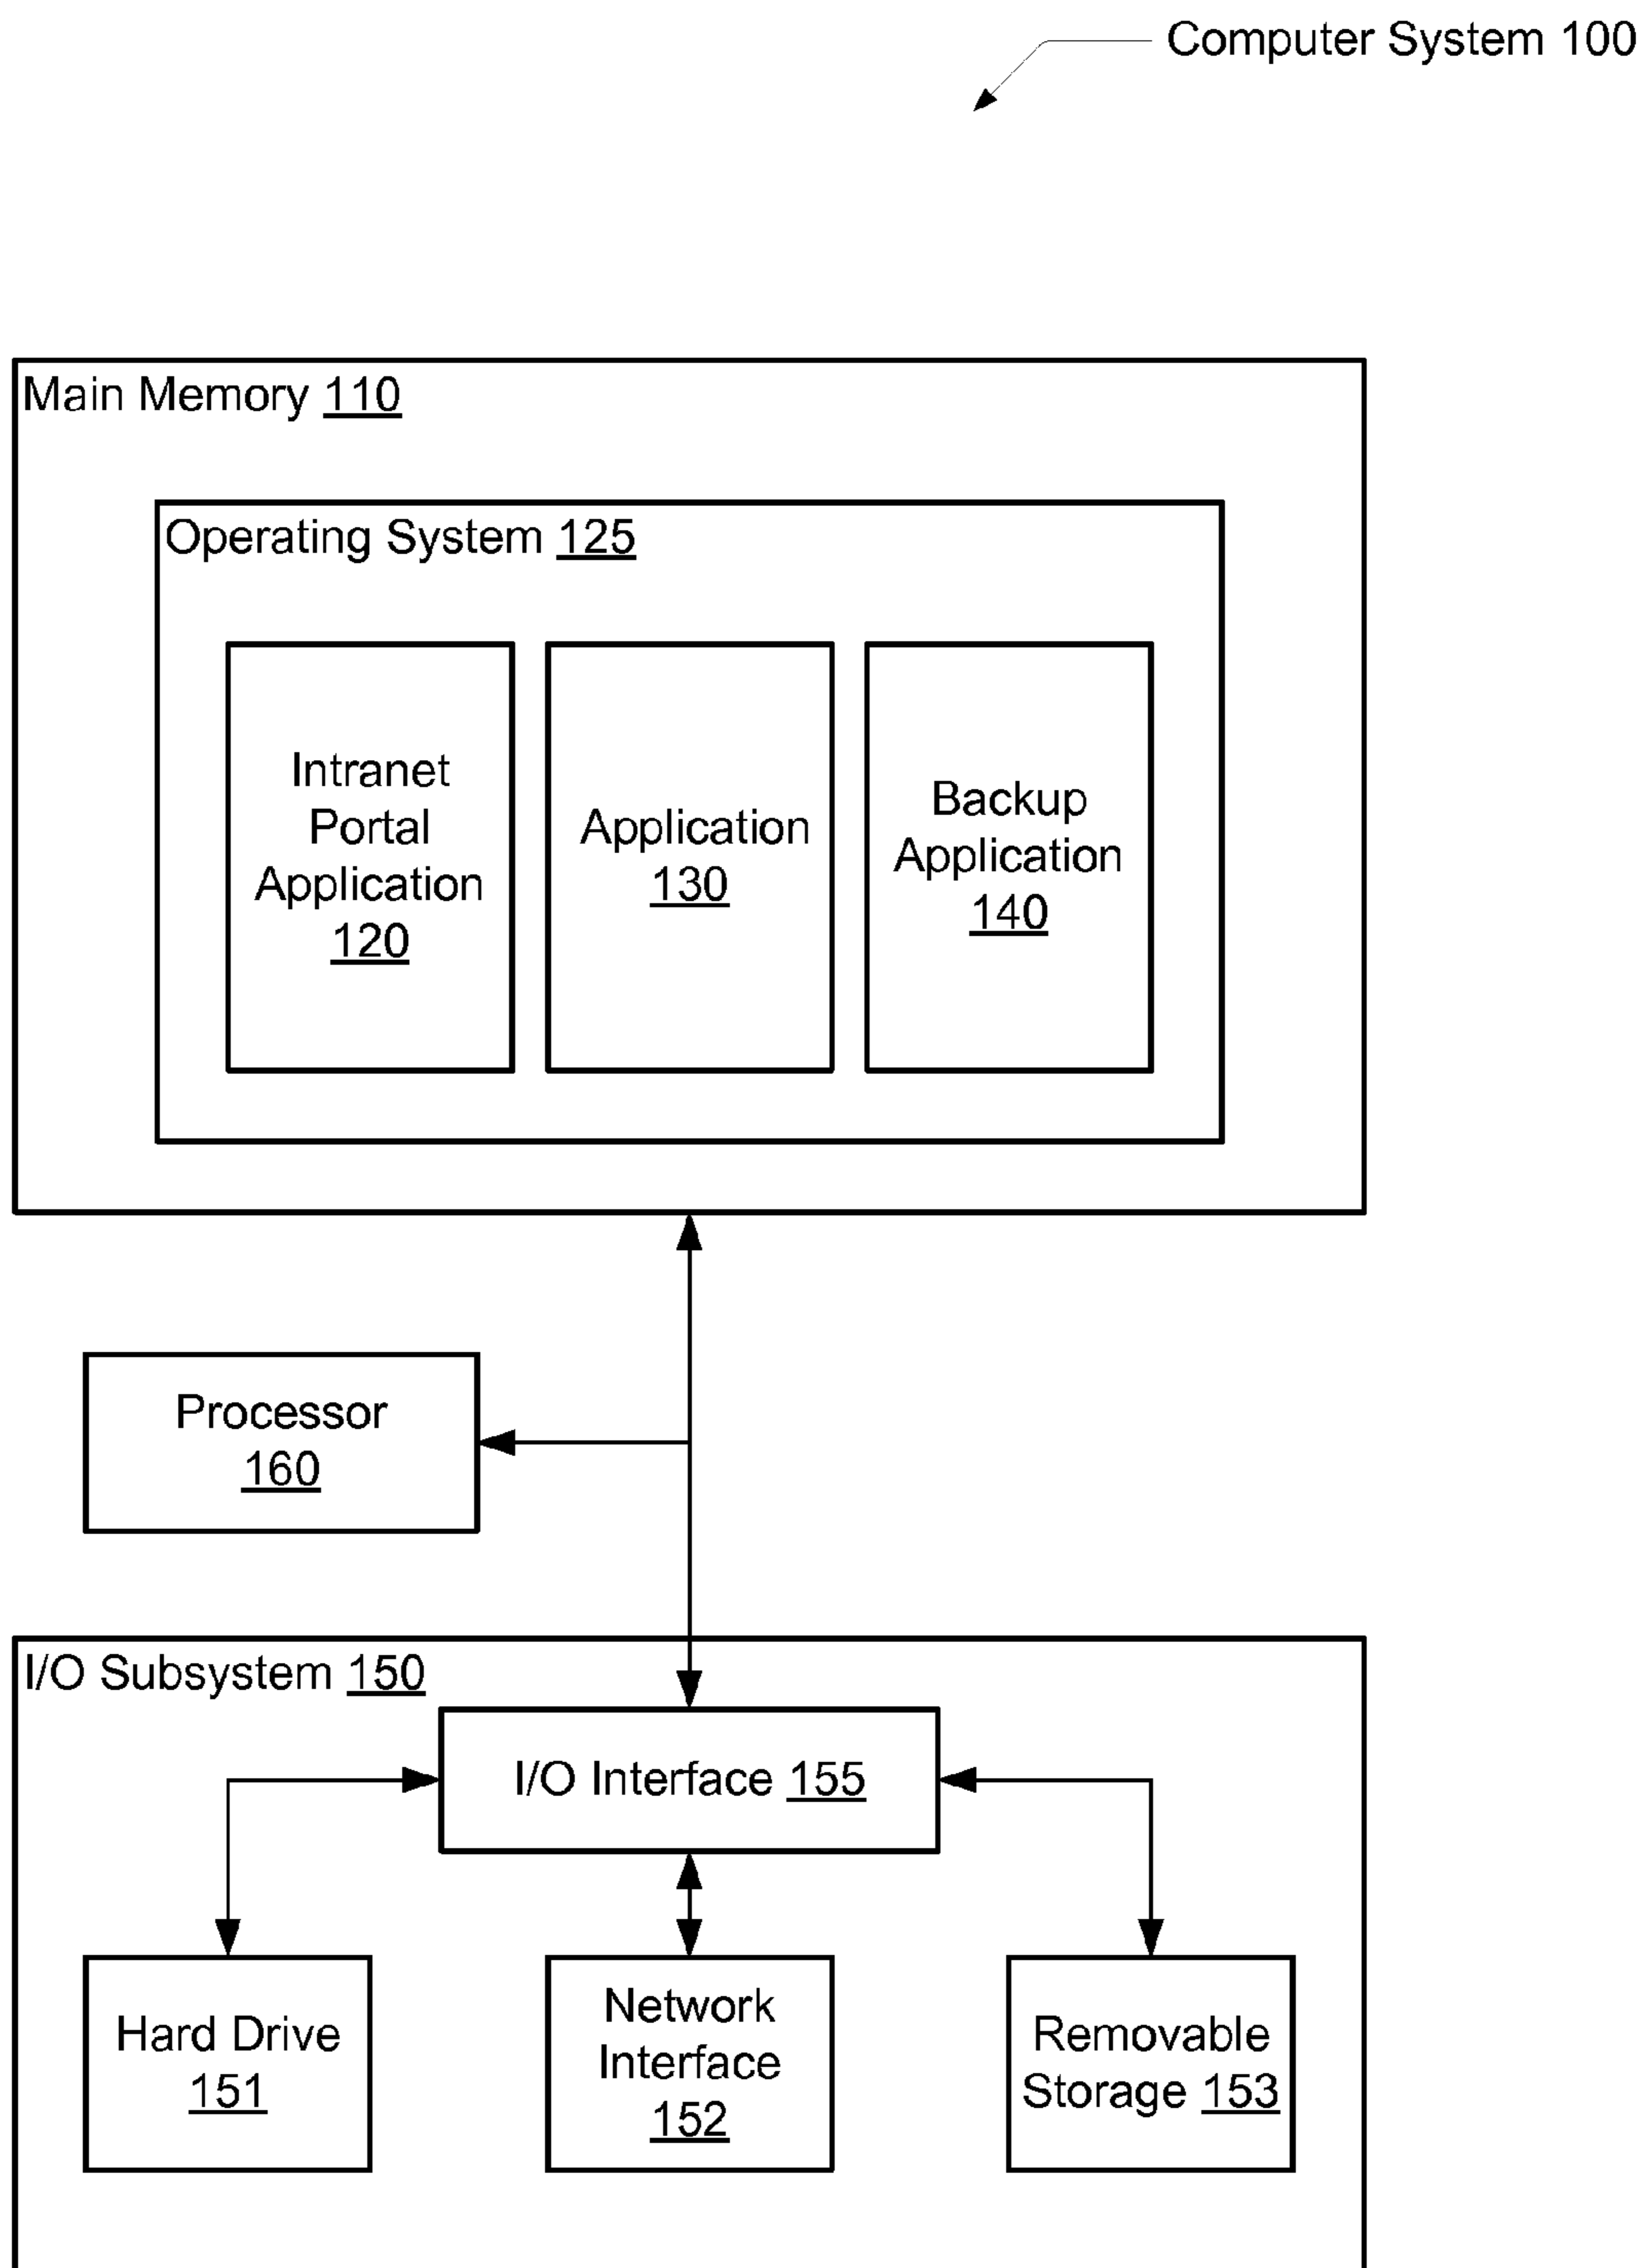 Computer System 100
Main Memory 110
Operating System 125
Intranet
Portal
Application
120
Application
130
Backup
Application
140
Processor
160
I/O Subsystem 150
I/O Interface 155
Hard Drive
151
Network
Interface
152
Removable
Storage 153